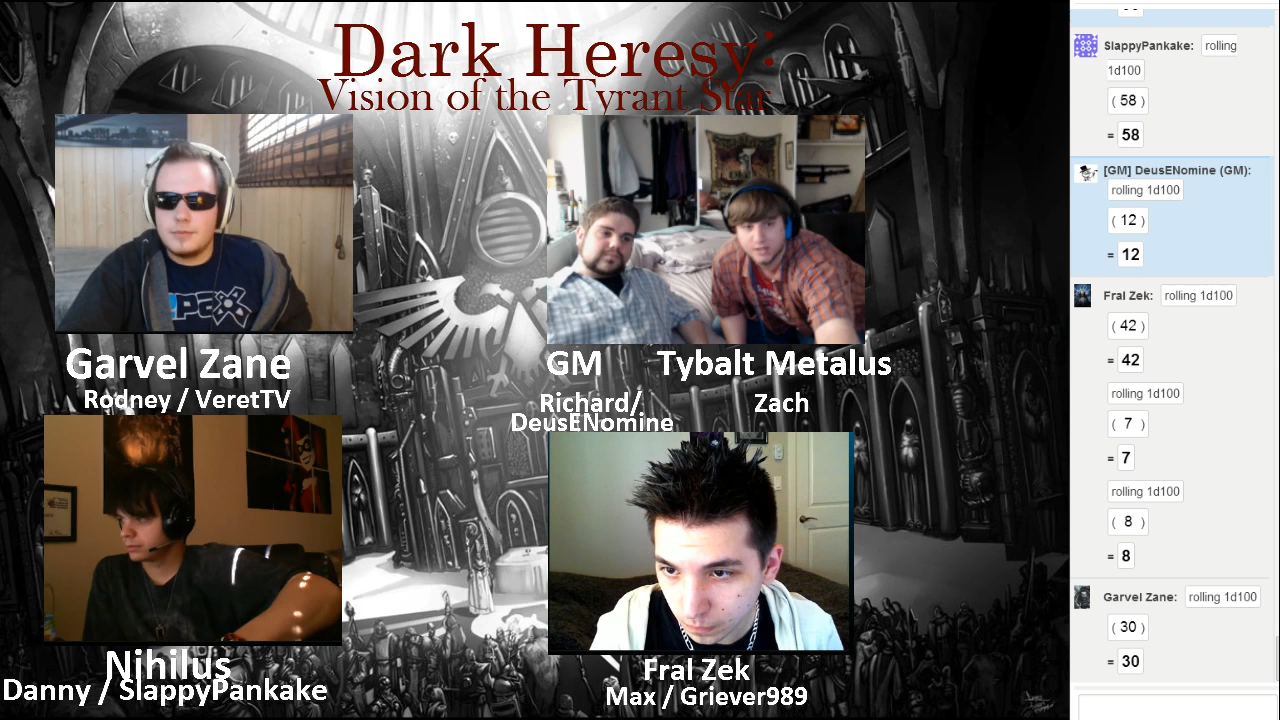 Dark Heresy:
Vision of the Tyrant Star
Garvel Zane
Rodney / VeretTV
GM
Richard/
DeusENomine
Tybalt Metalus
Zach
Nihilus
Danny / SlappyPankake
Fral Zek
Max / Griever989
SlappyPankake: rolling
1d100
( 58 )
= 58
[GM] DeusENomine (GM):
rolling 1d100
( 12 )
= 12
Fral Zek: rolling 1d100
( 42 )
= 42
rolling 1d100
( 7 )
= 7
rolling 1d100
( 8 )
= 8
Garvel Zane: rolling 1d100
( 30 )
= 30